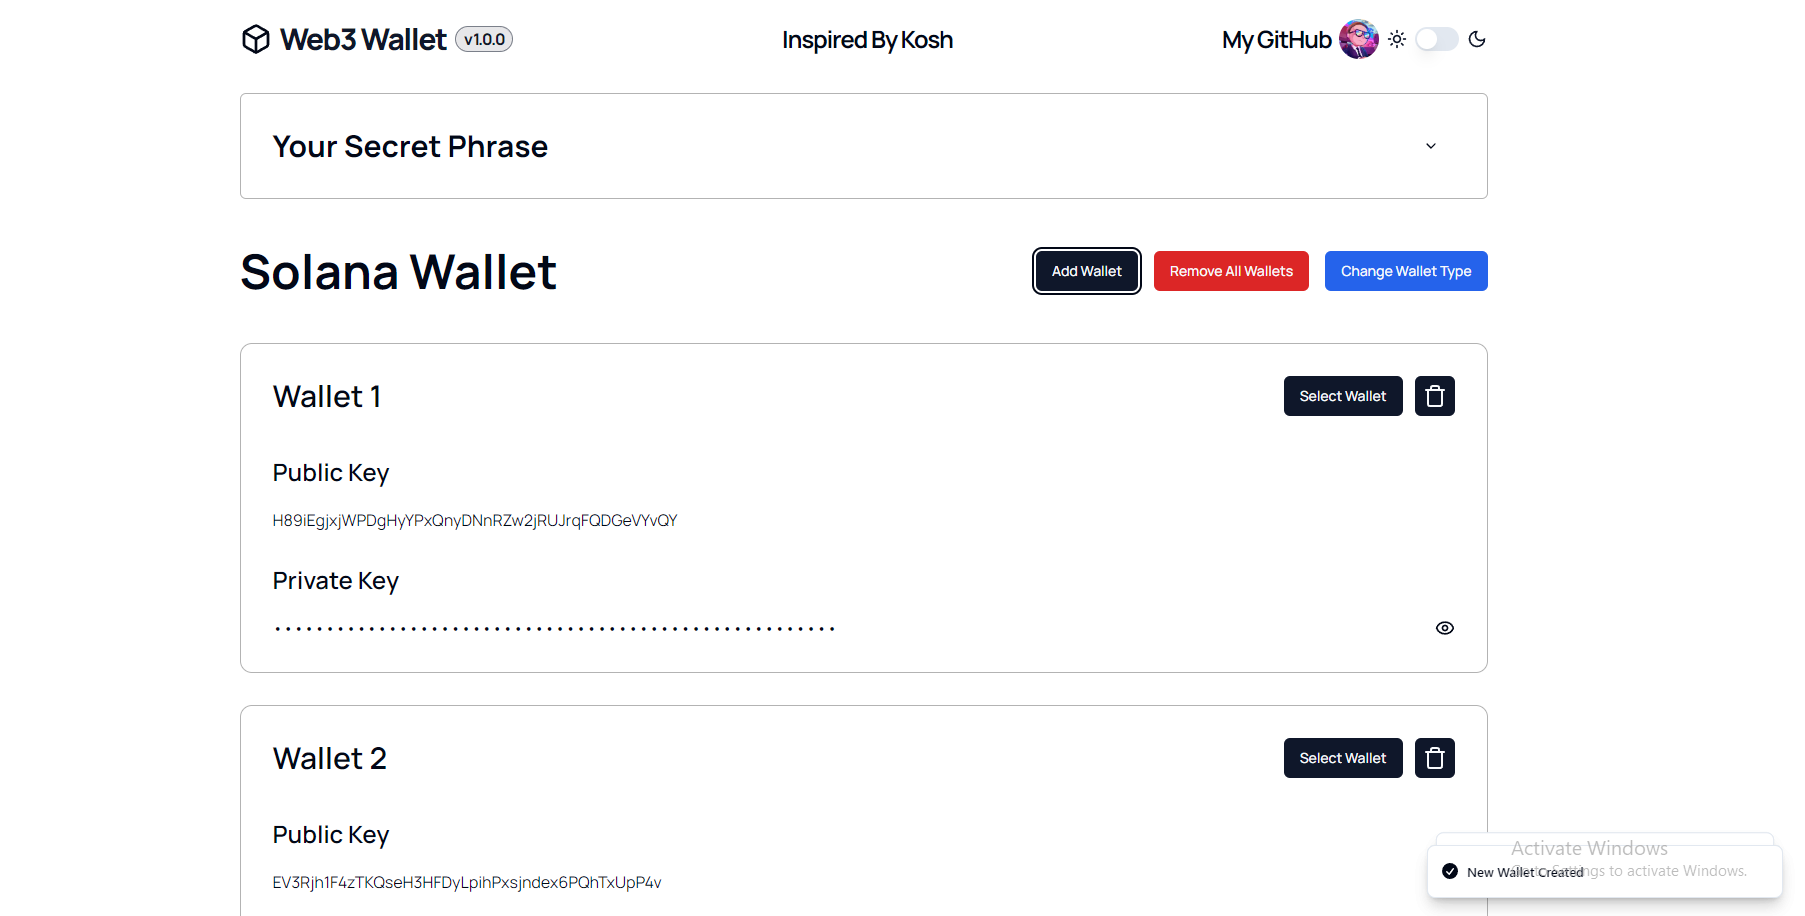 Web3 Wallet v1.0.0
Inspired By Kosh
My GitHub
Your Secret Phrase
Solana Wallet
Add Wallet
Remove All Wallets
Change Wallet Type
Wallet 1
Select Wallet
Public Key
H89iEgjxjWPDgHyYPxQnyDNnRZw2jRUJrqFQDGeVYvQY
Private Key
Wallet 2
Select Wallet
Public Key
EV3Rjh1F4zTKQseH3HFDyLpihPxsjndex6PQhTxUpP4v
Activate Windows
Go to Settings to activate Windows.
New Wallet Created